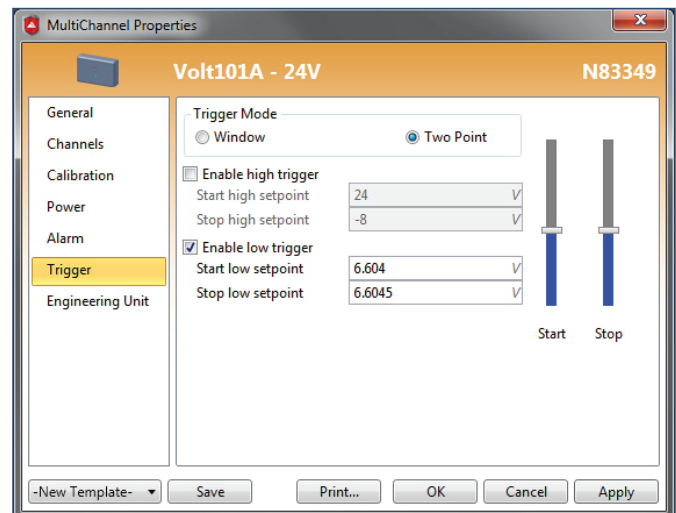 MultiChannel Properties
x
Volt101A - 24V N83349
General
Channels
Calibration
Power
Alarm
Trigger
Engineering Unit
Trigger Mode
Window Two Point
Enable high trigger
Start high setpoint 24 V
Stop high setpoint -8 V
Enable low trigger
Start low setpoint 6.604 V
Stop low setpoint 6.6045 V
Start Stop
-New Template- Save Print... OK Cancel Apply